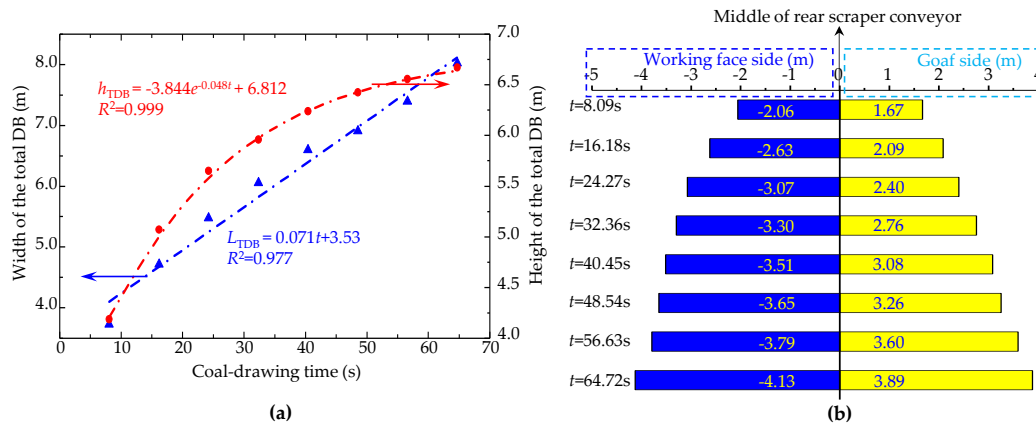 Width of the total DB (m)
8.0
7.0
6.0
5.0
4.0
h_TDB = -3.844e^-0.048t + 6.812
R²=0.999
L_TDB = 0.071t+3.53
R²=0.977
7.0
6.5
6.0
5.5
5.0
4.5
4.0
Height of the total DB (m)
0 10 20 30 40 50 60 70
Coal-drawing time (s)
(a)
Middle of rear scraper conveyor
Working face side (m) Goaf side (m)
-5 -4 -3 -2 -1 0 1 2 3 4
t=8.09s -2.06 1.67
t=16.18s -2.63 2.09
t=24.27s -3.07 2.40
t=32.36s -3.30 2.76
t=40.45s -3.51 3.08
t=48.54s -3.65 3.26
t=56.63s -3.79 3.60
t=64.72s -4.13 3.89
(b)